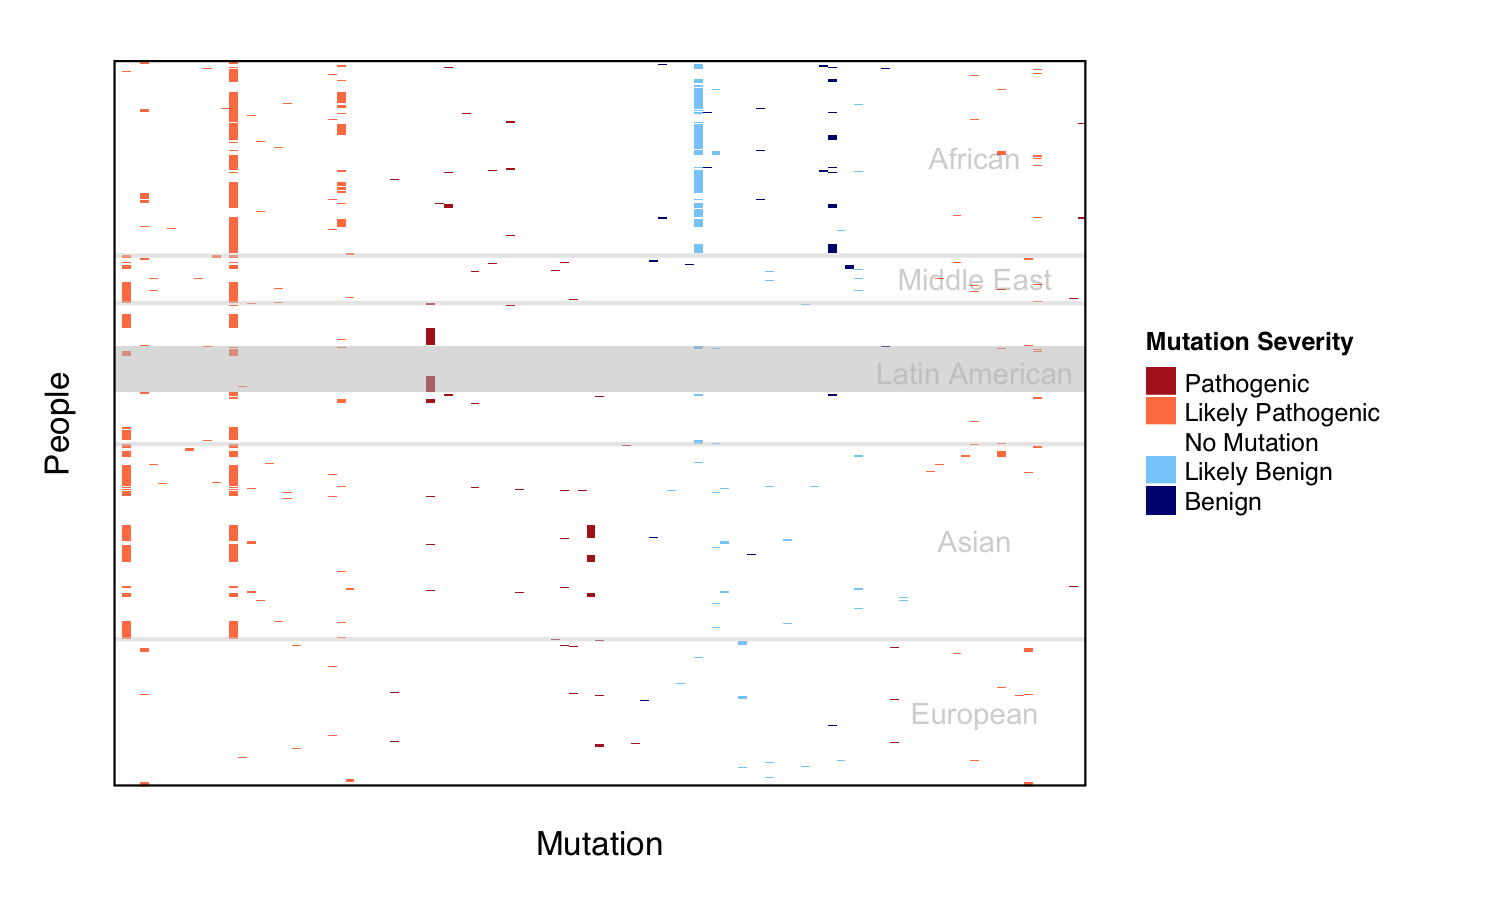 African
Middle East
Latin American
Asian
European
People
Mutation
Mutation Severity
Pathogenic
Likely Pathogenic
No Mutation
Likely Benign
Benign